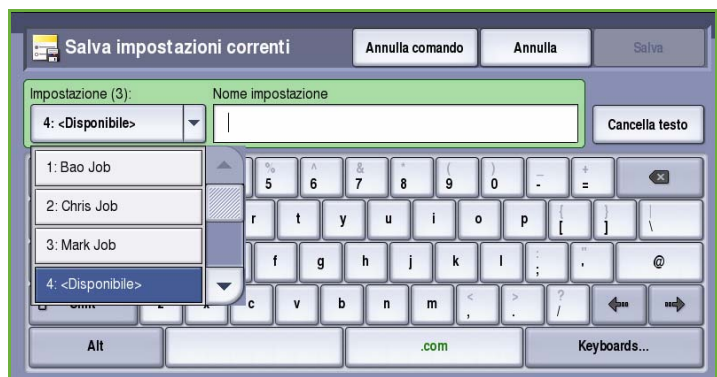 Salva impostazioni correnti
Annulla comando
Annulla
Salva
Impostazione (3):
Nome impostazione
4: <Disponibile>
Cancella testo
1: Bao Job
2: Chris Job
3: Mark Job
4: <Disponibile>
% 5 ^ 6 & 7 * 8 ( 9 ) 0 _ - + =
r t y u i o p { [ } ] | \
f g h j k l : ; " ' @
c v b n m < , > . ? /
Alt .com Keyboards...